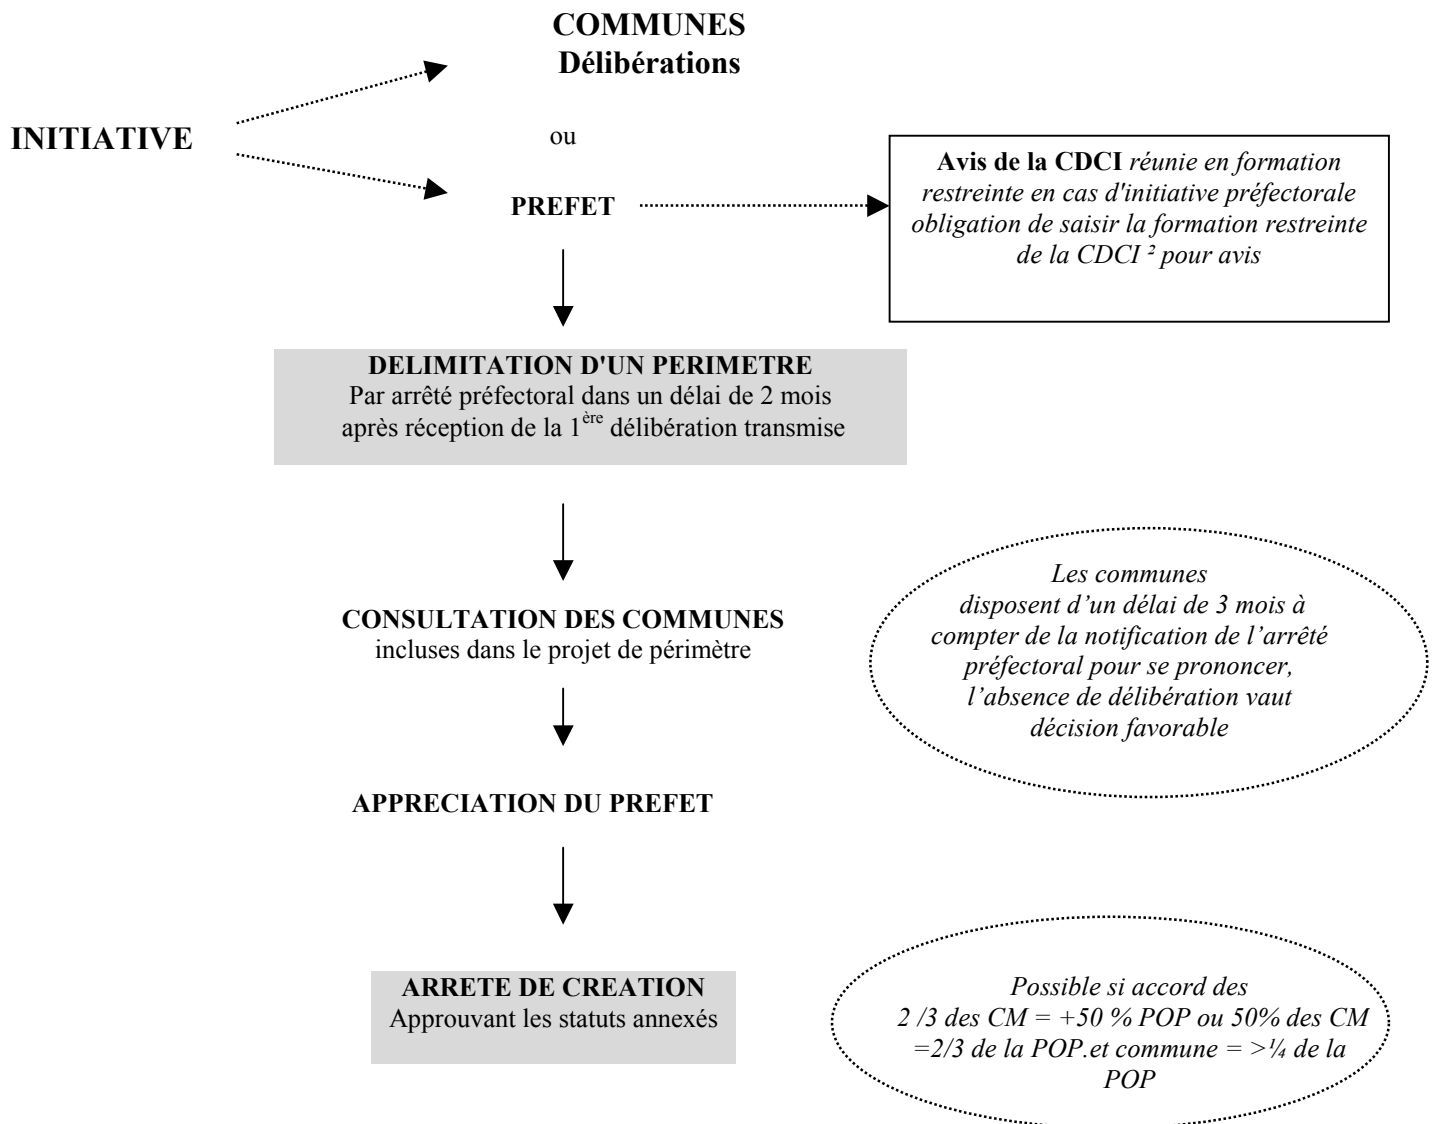 COMMUNES
Délibérations
INITIATIVE
ou
PREFET
Avis de la CDCI réunie en formation
restreinte en cas d'initiative préfectorale
obligation de saisir la formation restreinte
de la CDCI ² pour avis
DELIMITATION D'UN PERIMETRE
Par arrêté préfectoral dans un délai de 2 mois
après réception de la 1ère délibération transmise
CONSULTATION DES COMMUNES
incluses dans le projet de périmètre
Les communes
disposent d’un délai de 3 mois à
compter de la notification de l’arrêté
préfectoral pour se prononcer,
l’absence de délibération vaut
décision favorable
APPRECIATION DU PREFET
ARRETE DE CREATION
Approuvant les statuts annexés
Possible si accord des
2 /3 des CM = +50 % POP ou 50% des CM
=2/3 de la POP.et commune = >¼ de la
POP